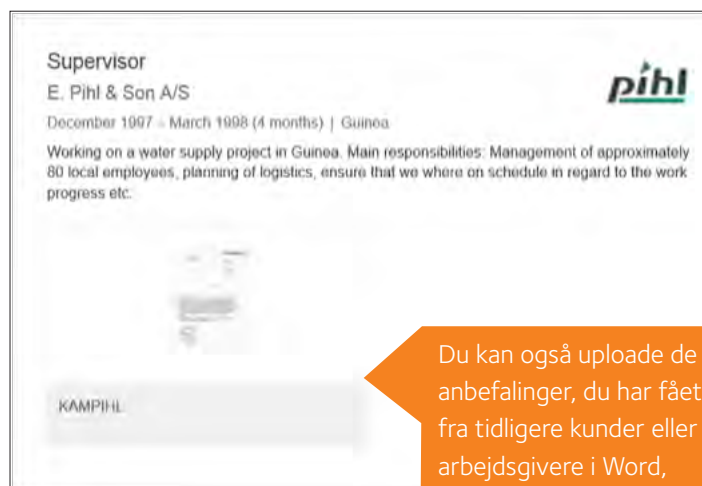 Supervisor
pihl
E. Pihl & Son A/S
December 1997 - March 1998 (4 months) | Guinea
Working on a water supply project in Guinea. Main responsibilities: Management of approximately
80 local employees, planning of logistics, ensure that we where on schedule in regard to the work
progress etc.
KAMPIHL
Du kan også uploade de
anbefalinger, du har fået
fra tidligere kunder eller
arbejdsgivere i Word,